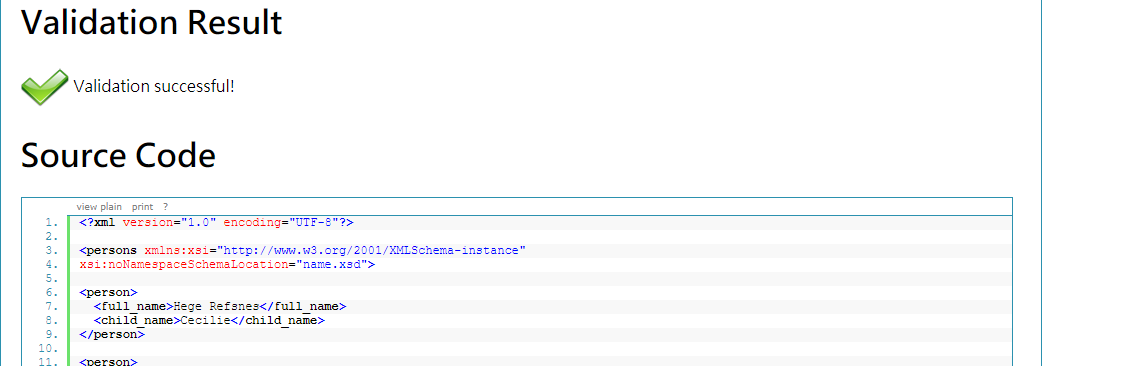 Validation Result
Validation successful!
Source Code
view plain print ?
1. <?xml version="1.0" encoding="UTF-8"?>
2.
3. <persons xmlns:xsi="http://www.w3.org/2001/XMLSchema-instance"
4. xsi:noNamespaceSchemaLocation="name.xsd">
5.
6. <person>
7. <full_name>Hege Refsnes</full_name>
8. <child_name>Cecilie</child_name>
9. </person>
10.
11. <person>